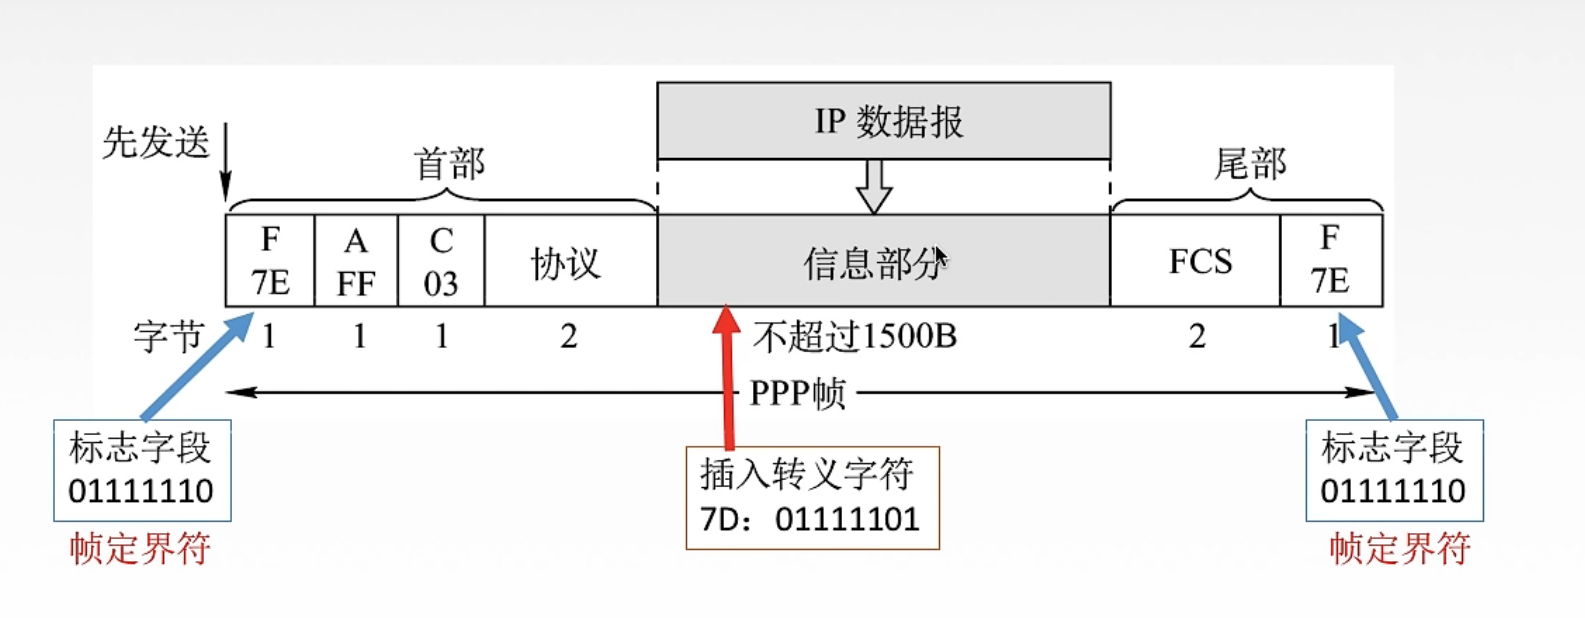 IP 数据报
先发送
首部
尾部
F
7E
A
FF
C
03
协议
信息部分
FCS
F
7E
字节
1
1
1
2
不超过1500B
2
1
PPP帧
标志字段
01111110
帧定界符
插入转义字符
7D：01111101
标志字段
01111110
帧定界符